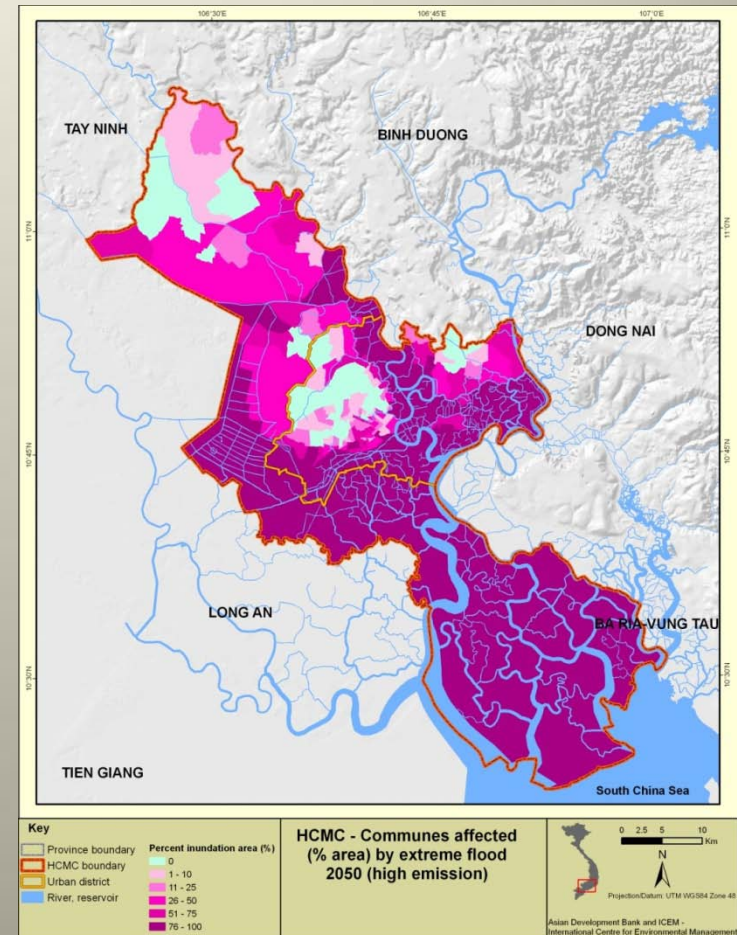 106°30'E
106°45'E
107°0'E
TAY NINH
BINH DUONG
11°0'N
11°0'N
DONG NAI
10°45'N
10°45'N
LONG AN
BA RIA-VUNG TAU
10°30'N
10°30'N
TIEN GIANG
South China Sea
Key
Province boundary
HCMC boundary
Urban district
River, reservoir
Percent inundation area (%)
0
1 - 10
11 - 25
26 - 50
51 - 75
76 - 100
HCMC - Communes affected
(% area) by extreme flood
2050 (high emission)
0 2.5 5 10
Km
N
Projection/Datum: UTM WGS84 Zone 48
Asian Development Bank and ICEM -
International Centre for Environmental Management